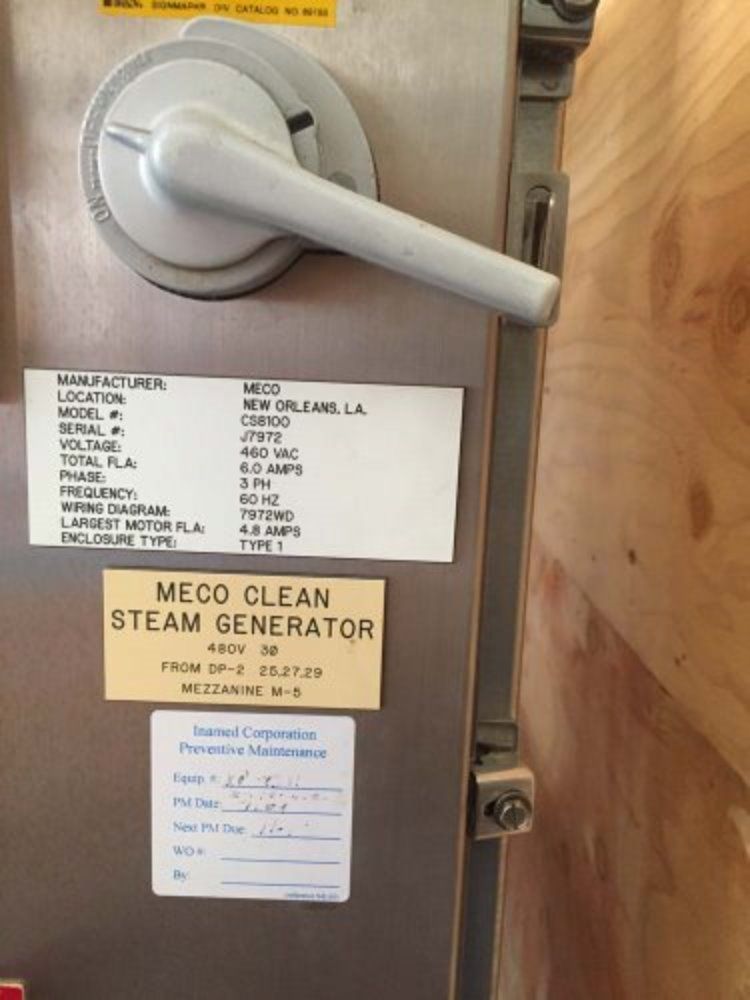 CATALOG NO.
ON
MANUFACTURER: MECO
LOCATION: NEW ORLEANS, LA.
MODEL #: CS8100
SERIAL #: J7972
VOLTAGE: 460 VAC
TOTAL FLA: 6.0 AMPS
PHASE: 3 PH
FREQUENCY: 60 HZ
WIRING DIAGRAM: 7972WD
LARGEST MOTOR FLA: 4.8 AMPS
ENCLOSURE TYPE: TYPE 1
MECO CLEAN
STEAM GENERATOR
480V 30
FROM DP-2 25,27,29
MEZZANINE M-5
Inamed Corporation
Preventive Maintenance
Equip #:
PM Date:
Next PM Due
WO #:
By: